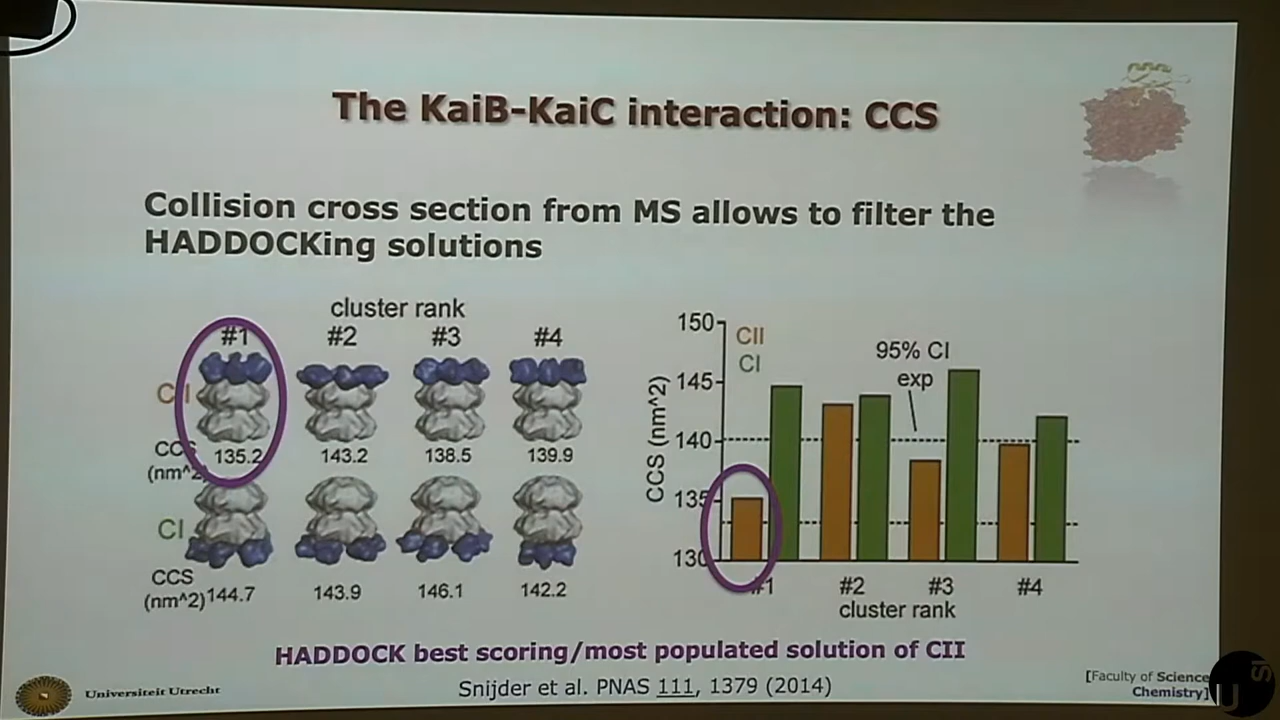 The KaiB-KaiC interaction: CCS
Collision cross section from MS allows to filter the
HADDOCKing solutions
cluster rank
#1 #2 #3 #4
CCS
(nm^2)
135.2 143.2 138.5 139.9
CI
CCS
(nm^2) 144.7 143.9 146.1 142.2
150
145
140
135
130
CCS (nm^2)
CII
CI
95% CI
exp
#1 #2 #3 #4
cluster rank
HADDOCK best scoring/most populated solution of CII
Snijder et al. PNAS 111, 1379 (2014)
Universiteit Utrecht
[Faculty of Science
Chemistry]